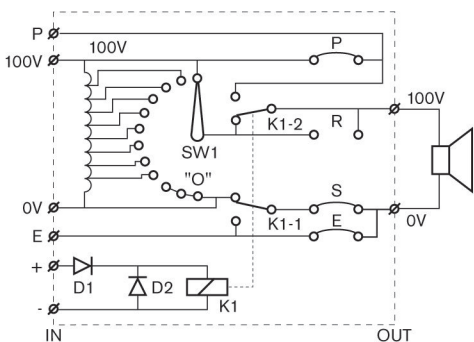 P
100V
100V
P
100V
K1-2
R
SW1
"O"
S
0V
K1-1
E
0V
E
+
D1
D2
K1
-
IN
OUT